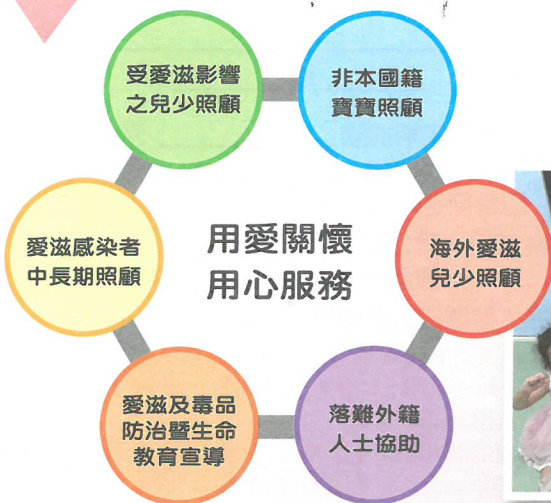 受愛滋影響
之兒少照顧
非本國籍
寶寶照顧
海外愛滋
兒少照顧
落難外籍
人士協助
愛滋及毒品
防治暨生命
教育宣導
愛滋感染者
中長期照顧
用愛關懷
用心服務